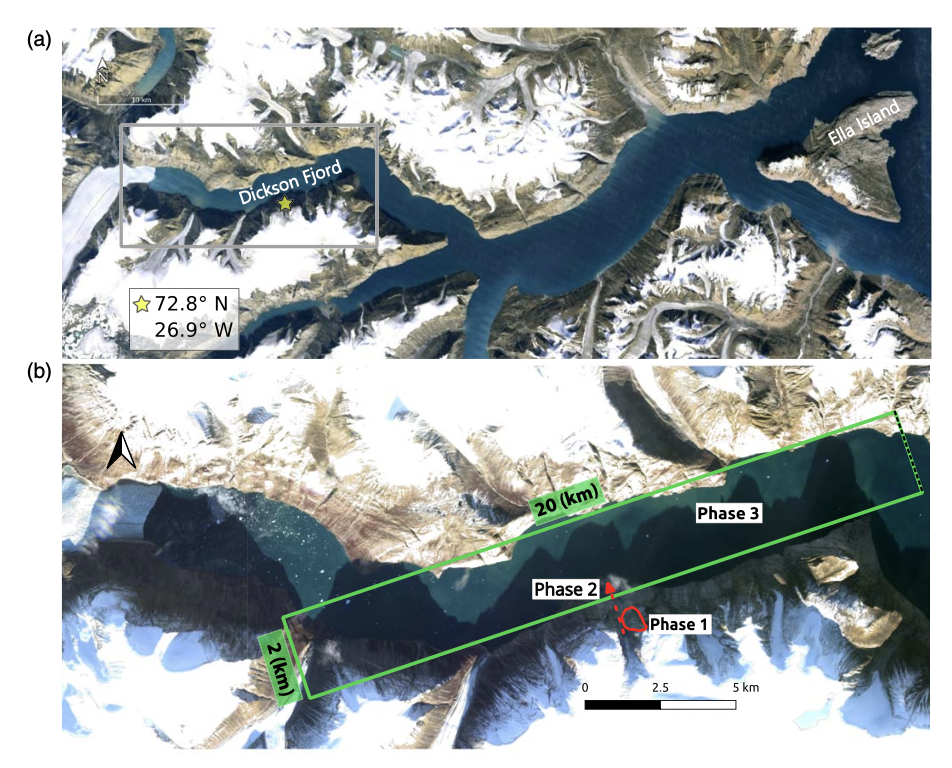 (a)
N
10 km
Ella Island
Dickson Fjord
72.8° N
26.9° W
(b)
20 (km)
Phase 3
Phase 2
Phase 1
2 (km)
0 2.5 5 km